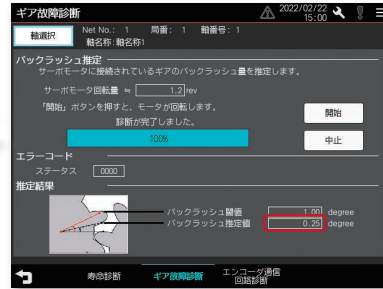 ギア故障診断
2022/02/22
15:00
軸選択
Net No.: 1 局番: 1 軸番号: 1
軸名称:軸名称1
バックラッシュ推定
サーボモータに接続されているギアのバックラッシュ量を推定します。
サーボモータ回転量 ≒ 1.2 rev
「開始」ボタンを押すと、モータが回転します。
開始
診断が完了しました。
100%
中止
エラーコード
ステータス 0000
推定結果
バックラッシュ閾値 1.00 degree
バックラッシュ推定値 0.25 degree
寿命診断
ギア故障診断
エンコーダ通信
回路診断